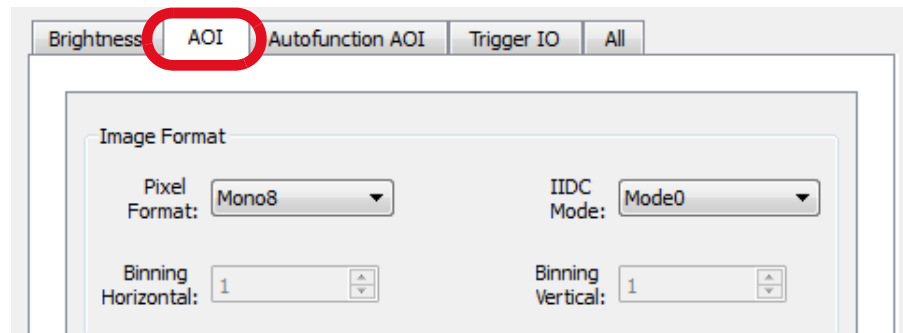 Brightness AOI Autofunction AOI Trigger IO All
Image Format
Pixel Format: Mono8 IIDC Mode: Mode0
Binning Horizontal: 1 Binning Vertical: 1